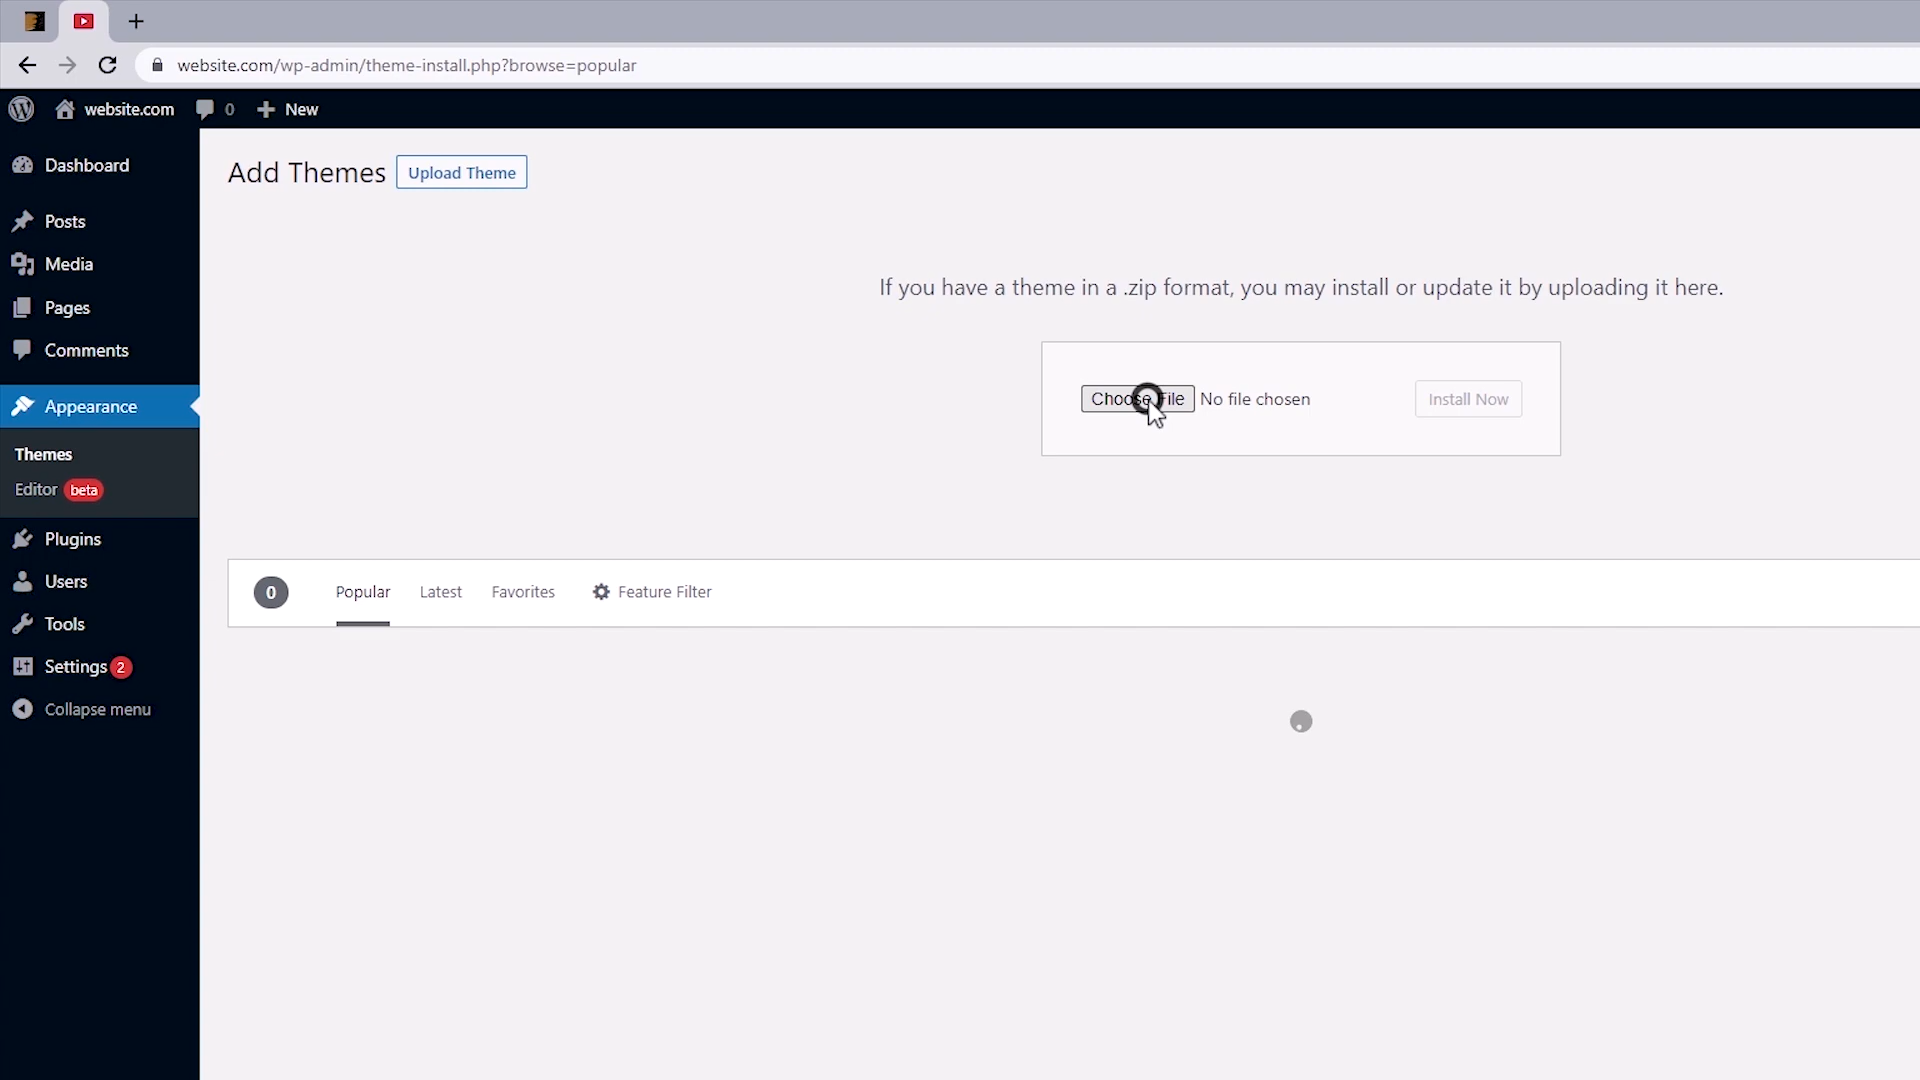 website.com/wp-admin/theme-install.php?browse=popular
website.com 0 New
Dashboard
Posts
Media
Pages
Comments
Appearance
Themes
Editor beta
Plugins
Users
Tools
Settings 2
Collapse menu
Add Themes Upload Theme
If you have a theme in a .zip format, you may install or update it by uploading it here.
Choose File No file chosen Install Now
0 Popular Latest Favorites Feature Filter